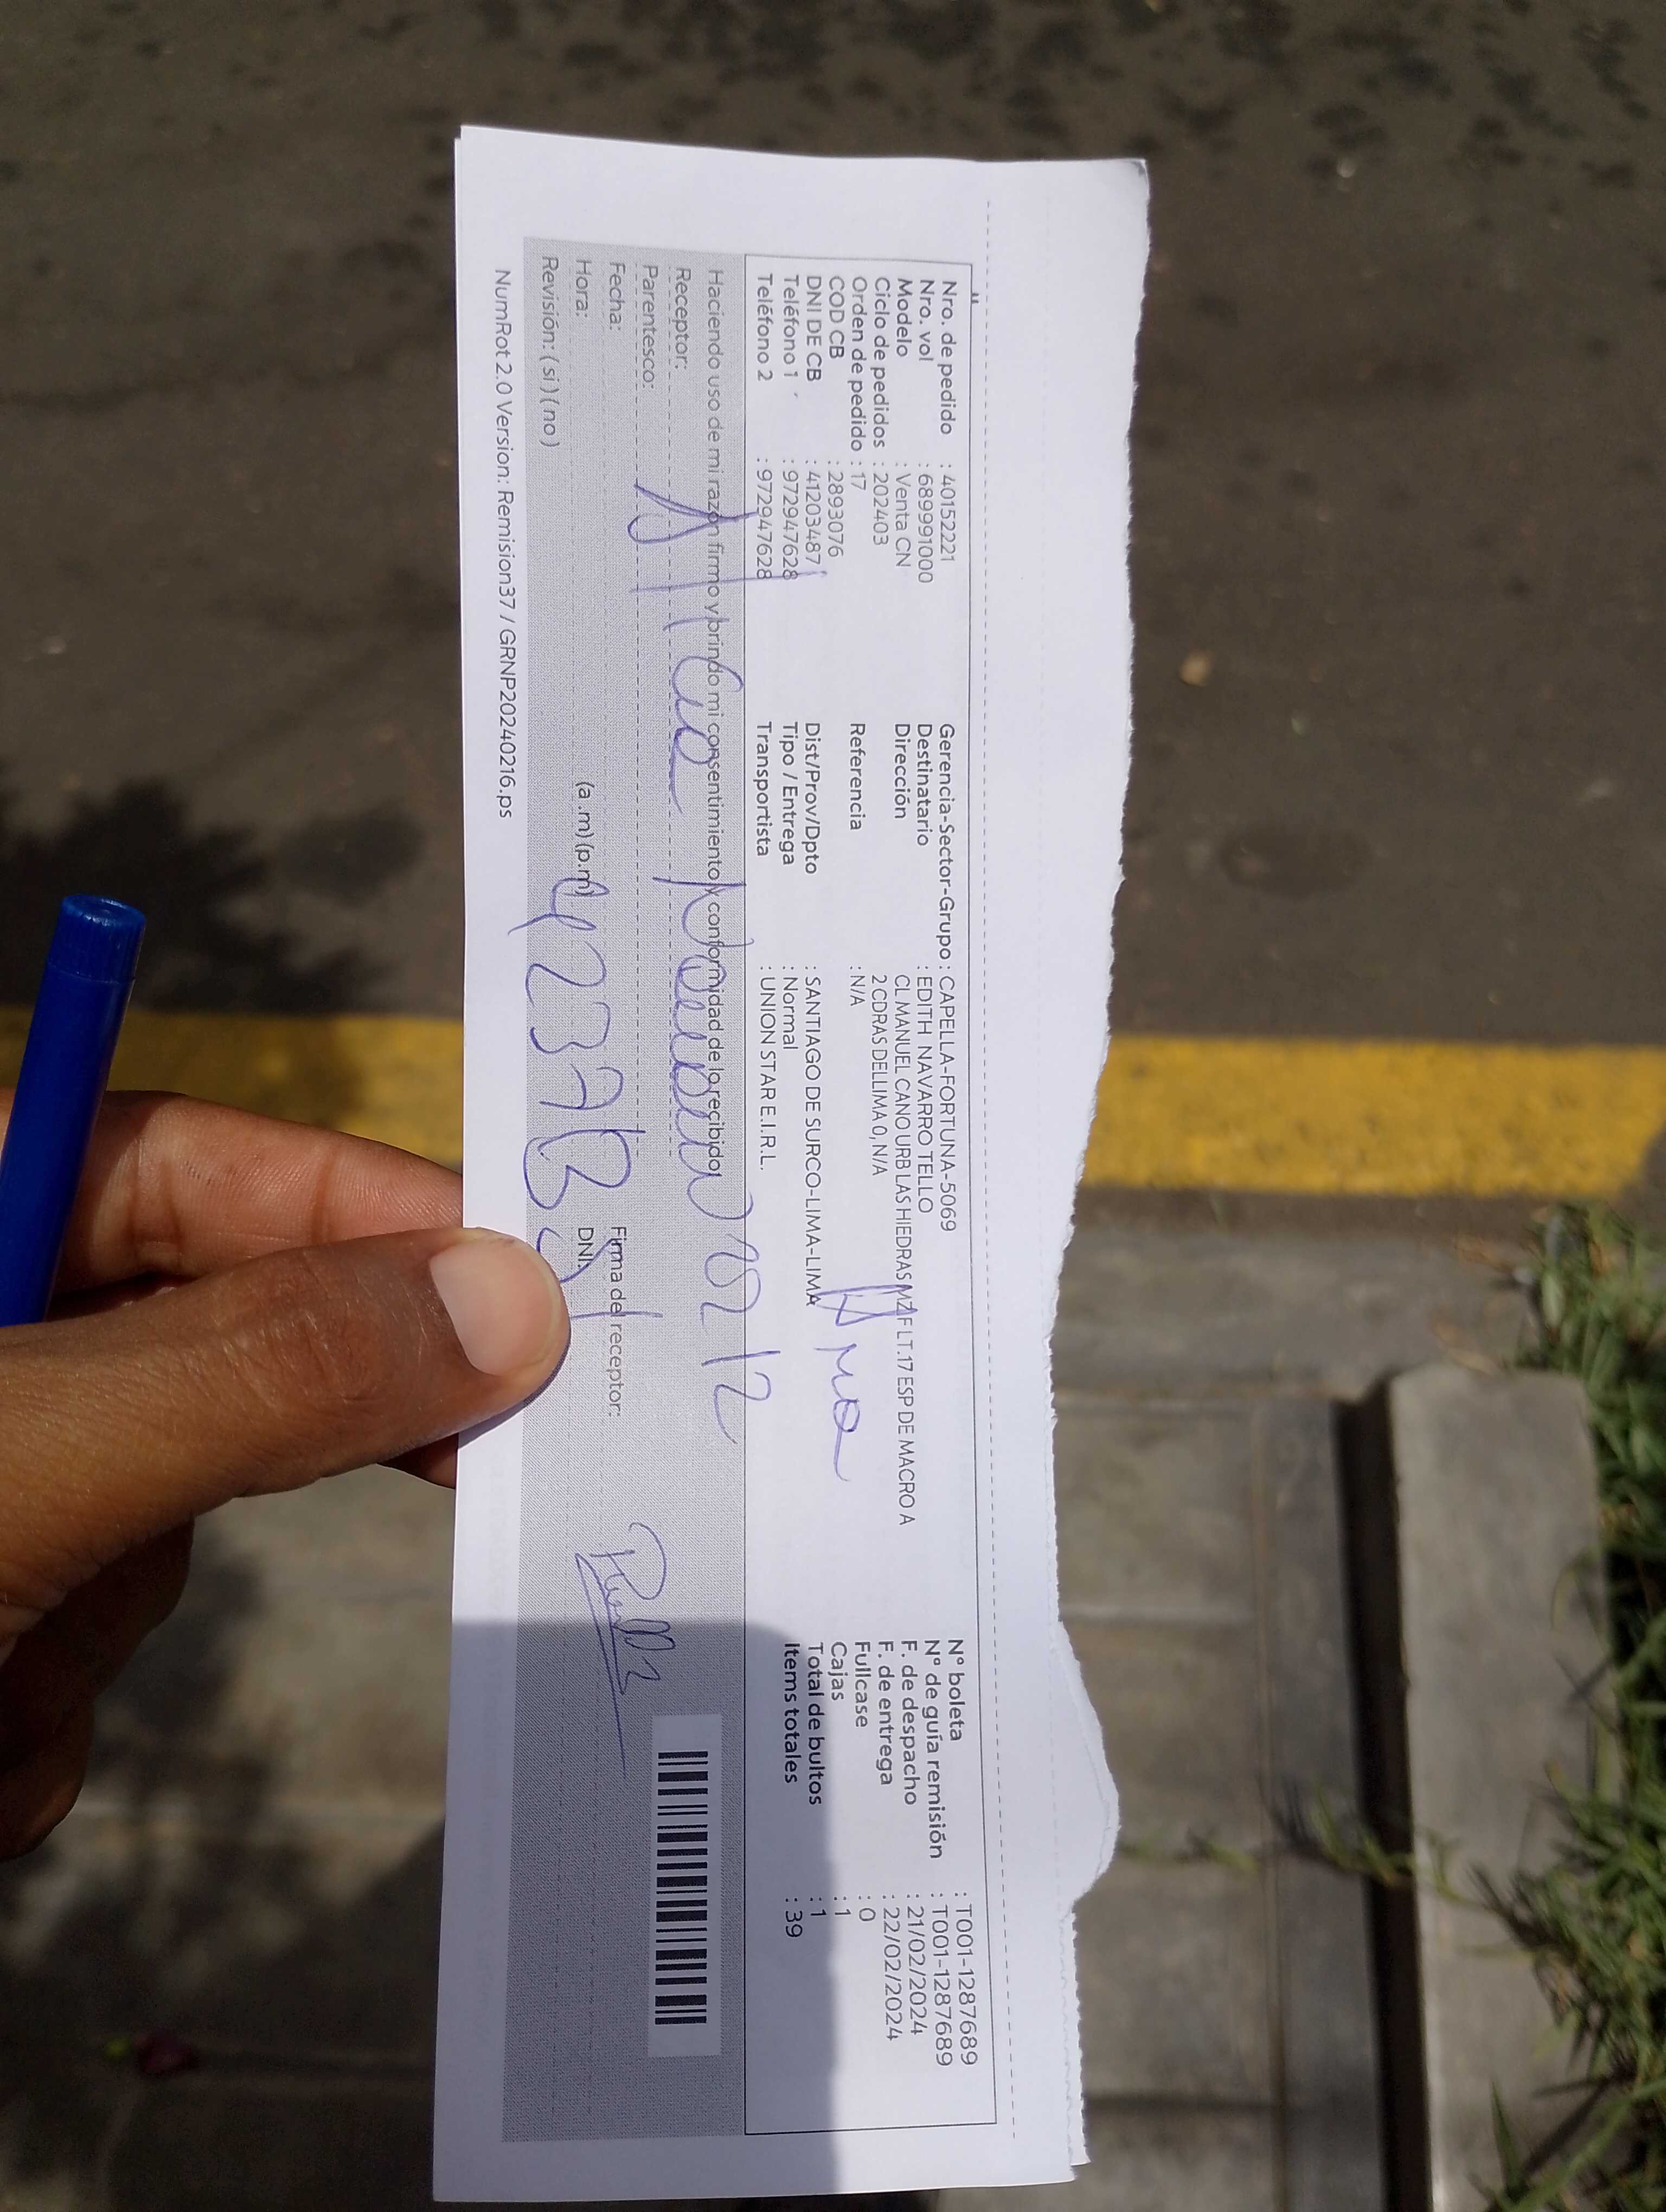 Nro. de pedido : 40152221
Nro. vol : 689991000
Modelo : Venta CN
Ciclo de pedidos : 202403
Orden de pedido : 17
COD CB : 2893076
DNI DE CB : 41203487
Teléfono 1 : 972947628
Teléfono 2 : 972947628
Gerencia-Sector-Grupo : CAPELLA-FORTUNA-5069
Destinatario : EDITH NAVARRO TELLO
Dirección CL MANUEL CANO URB LAS HIEDRAS MZ F LT.17 ESP DE MACRO A
2 CDRAS DELLIMA 0, N/A
Referencia : N/A
Dist/Prov/Dpto : SANTIAGO DE SURCO-LIMA-LIMA
Tipo / Entrega : Normal
Transportista : UNION STAR E.I.R.L.
N° boleta : T001-1287689
N° de guía remisión : T001-1287689
F. de despacho : 21/02/2024
F. de entrega : 22/02/2024
Fullcase : 0
Cajas : 1
Total de bultos : 1
Items totales : 39
Haciendo uso de mi razón firmo y brindo mi consentimiento y conformidad de lo recibido:
Receptor:
Parentesco:
Fecha:
Firma del receptor:
Hora: (a .m) (p.m)
DNI:
Revisión: ( si ) ( no )
NumRot 2.0 Version: Remision37 / GRNP20240216.ps